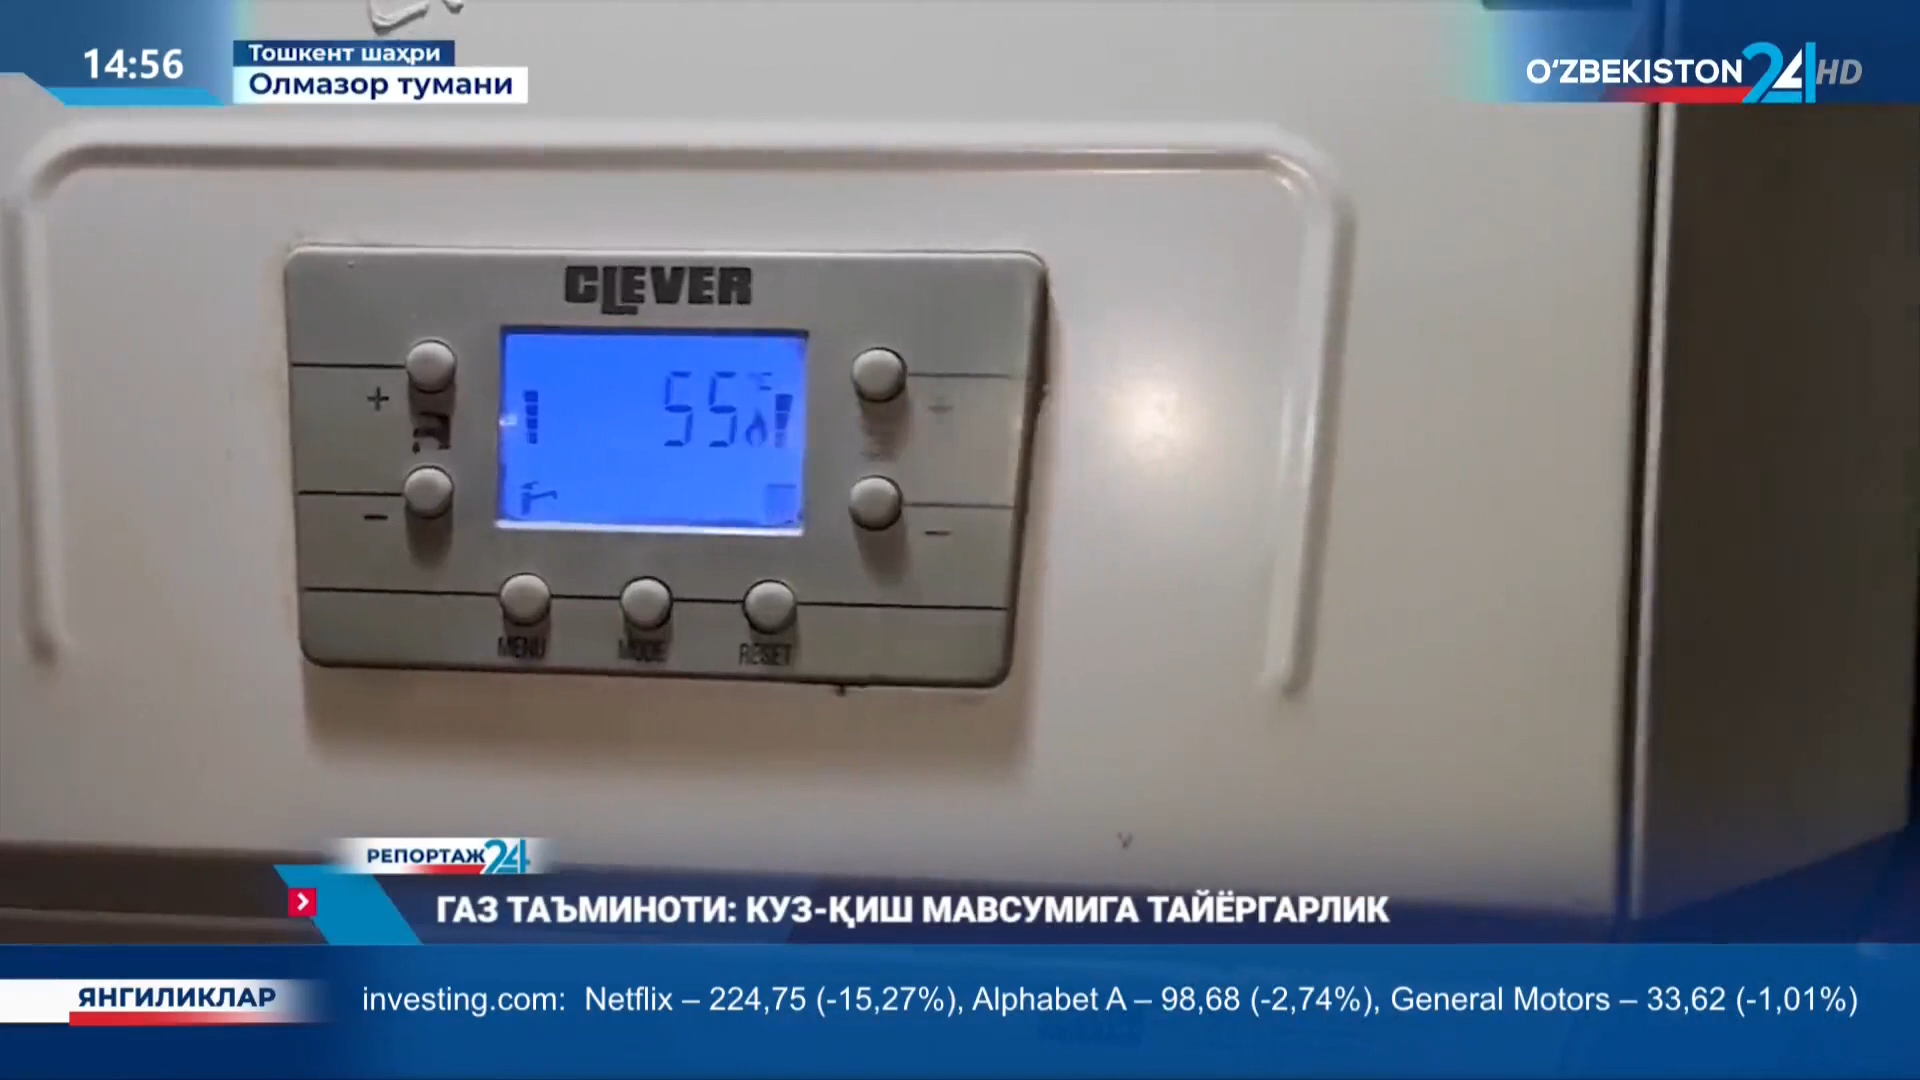 14:56
Тошкент шаҳри
Олмазор тумани
O‘ZBEKISTON 24 HD
CLEVER
55 °C
+
+
−
−
MENU MODE RESET
РЕПОРТАЖ 24
ГАЗ ТАЪМИНОТИ: КУЗ-ҚИШ МАВСУМИГА ТАЙЁРГАРЛИК
ЯНГИЛИКЛАР
investing.com: Netflix – 224,75 (-15,27%), Alphabet A – 98,68 (-2,74%), General Motors – 33,62 (-1,01%)